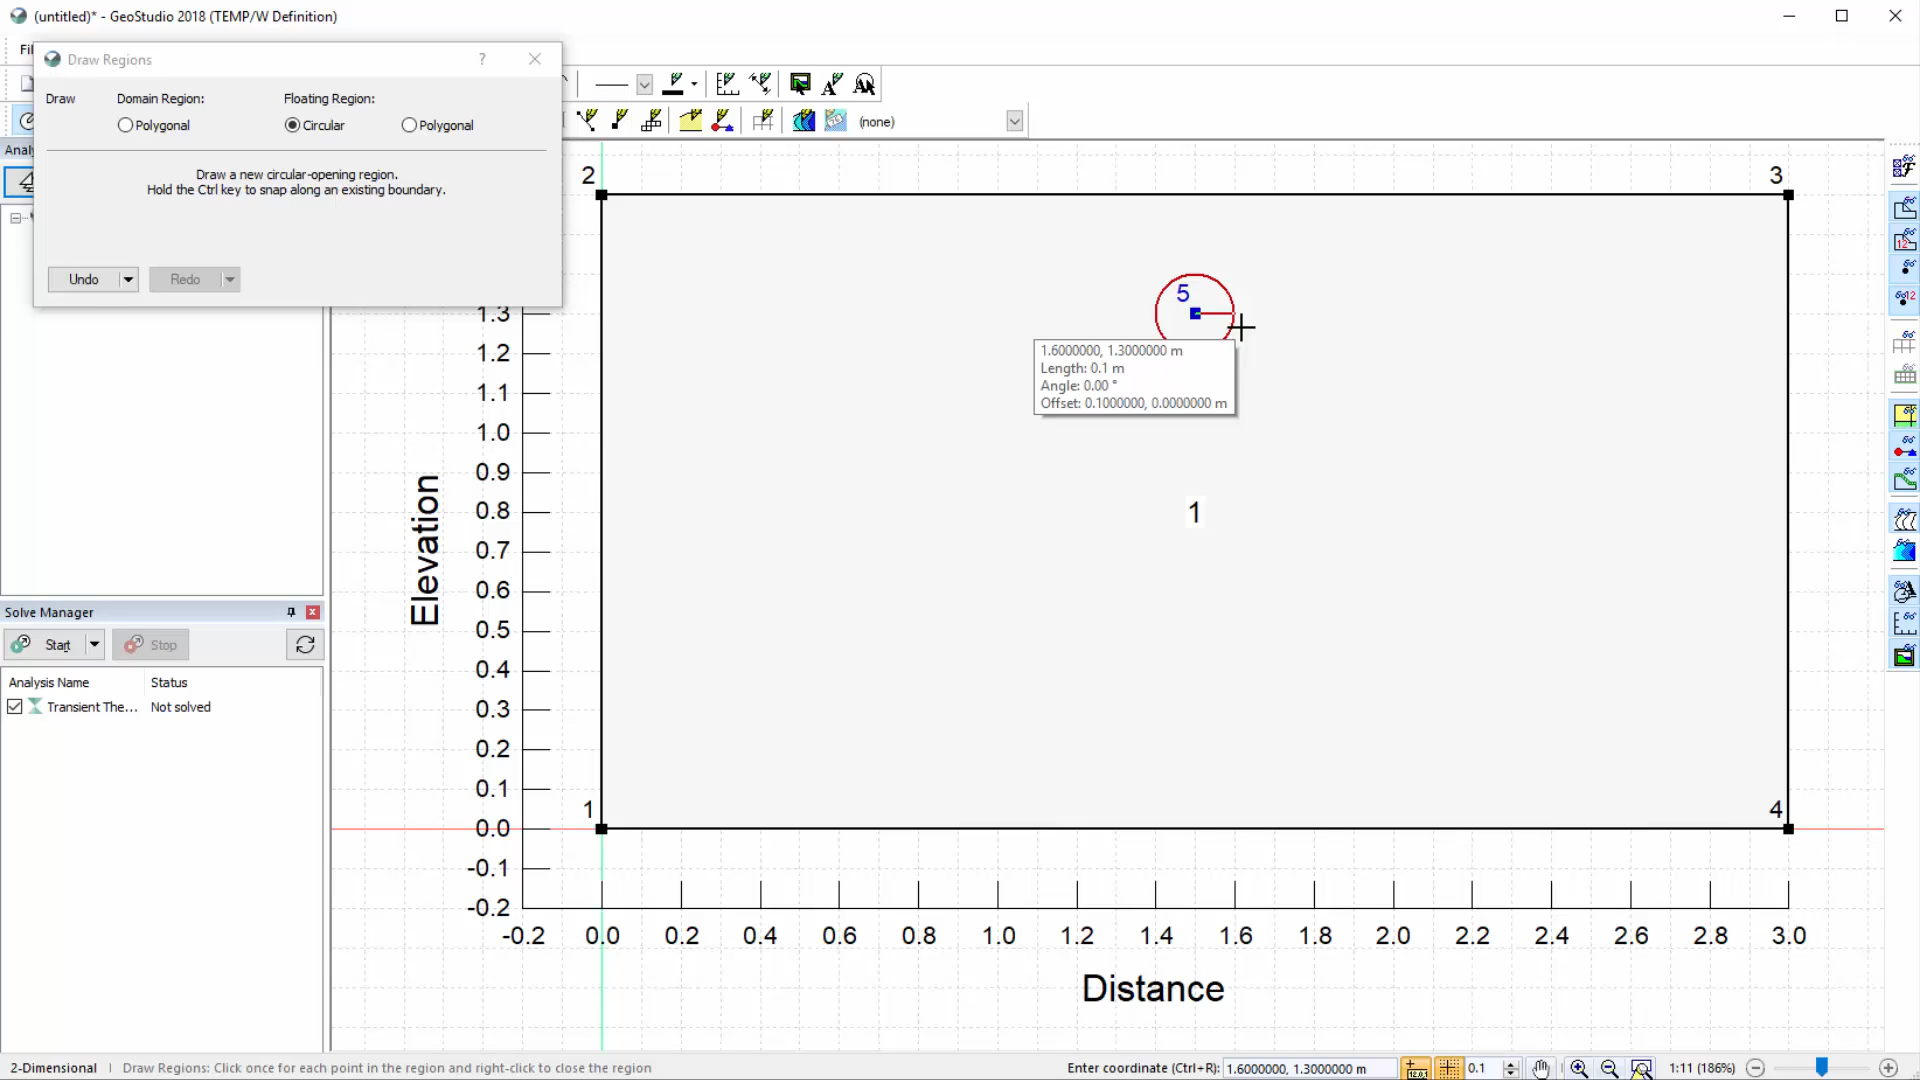 (untitled)* - GeoStudio 2018 (TEMP/W Definition)
Draw Regions
?
Draw
Domain Region:
Floating Region:
Polygonal
Circular
Polygonal
Draw a new circular-opening region.
Hold the Ctrl key to snap along an existing boundary.
Undo
Redo
(none)
Solve Manager
Start
Stop
Analysis Name
Status
Transient The...
Not solved
2
3
5
1.6000000, 1.3000000 m
Length: 0.1 m
Angle: 0.00 °
Offset: 0.1000000, 0.0000000 m
1
1
4
Elevation
1.3
1.2
1.1
1.0
0.9
0.8
0.7
0.6
0.5
0.4
0.3
0.2
0.1
0.0
-0.1
-0.2
-0.2 0.0 0.2 0.4 0.6 0.8 1.0 1.2 1.4 1.6 1.8 2.0 2.2 2.4 2.6 2.8 3.0
Distance
2-Dimensional
Draw Regions: Click once for each point in the region and right-click to close the region
Enter coordinate (Ctrl+R):
1.6000000, 1.3000000 m
0.1
1:11 (186%)